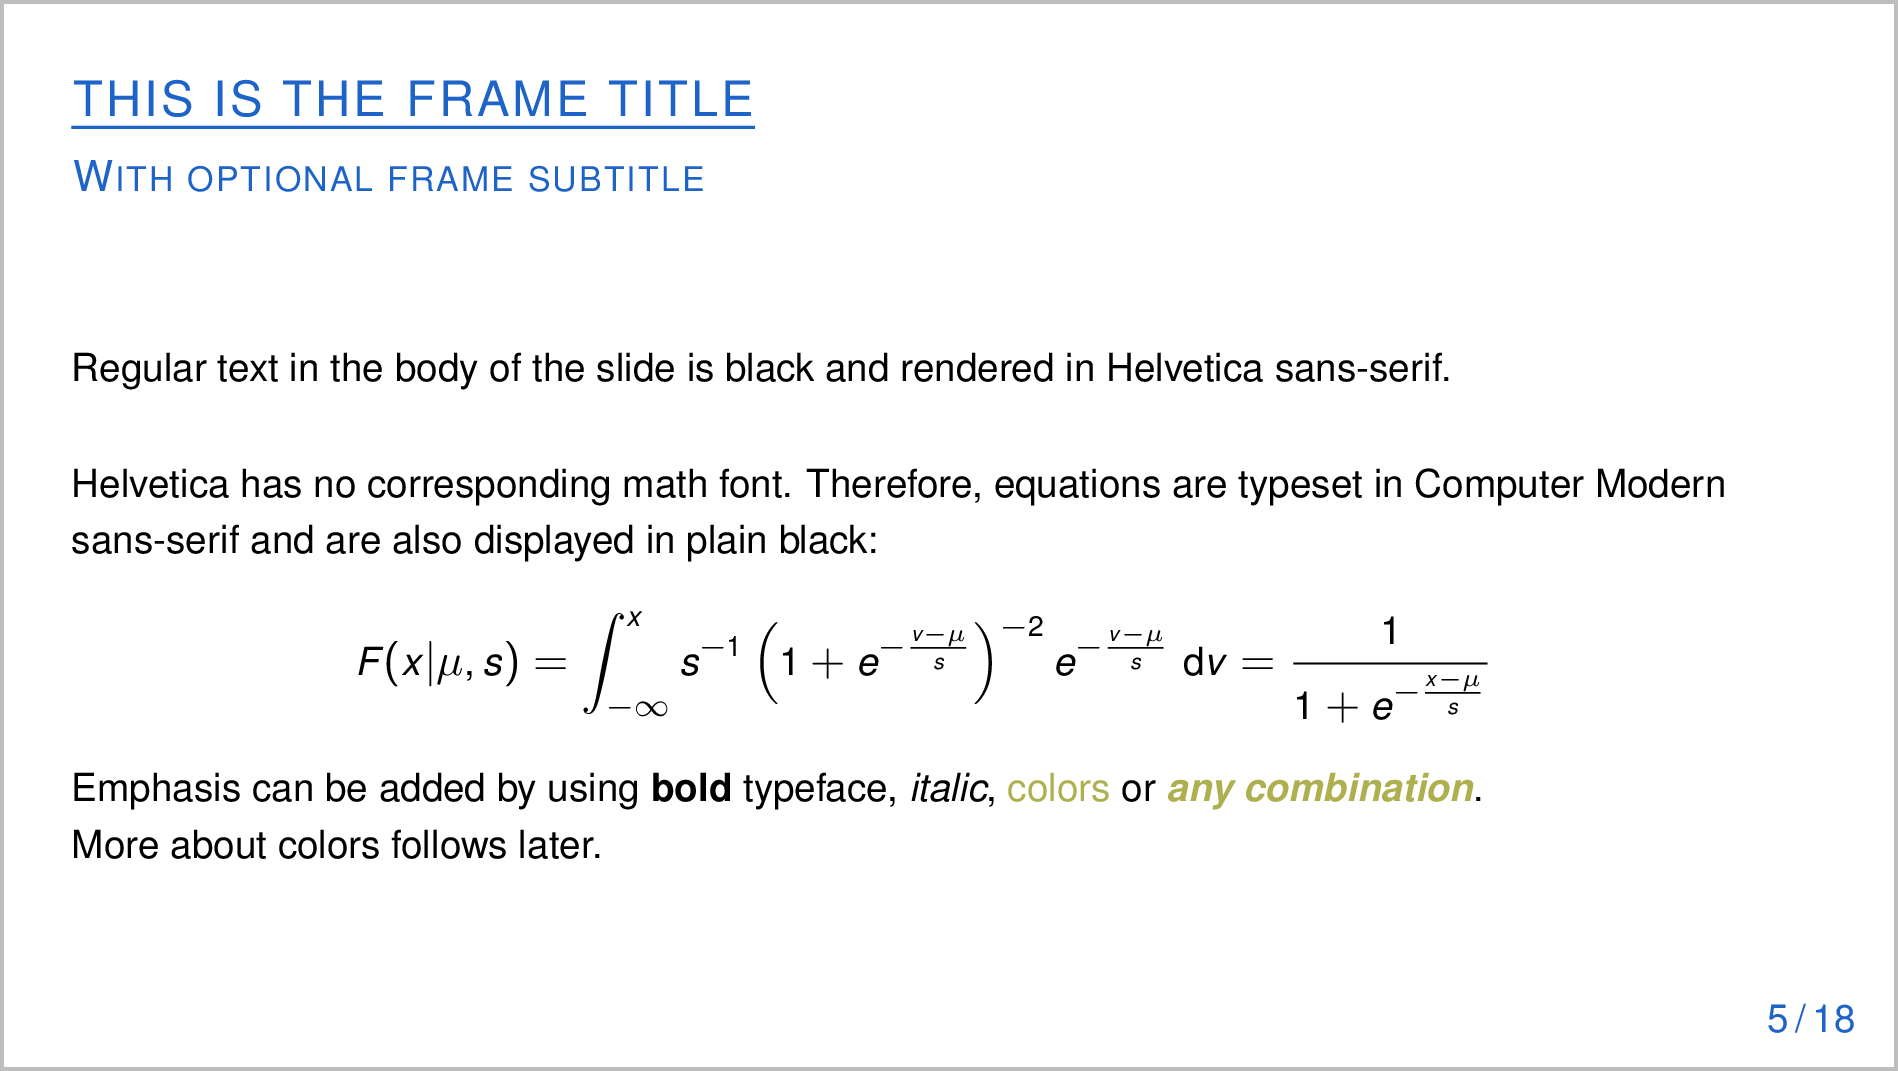 THIS IS THE FRAME TITLE
WITH OPTIONAL FRAME SUBTITLE
Regular text in the body of the slide is black and rendered in Helvetica sans-serif.
Helvetica has no corresponding math font. Therefore, equations are typeset in Computer Modern
sans-serif and are also displayed in plain black:
$F(x|\mu, s) = \int_{-\infty}^{x} s^{-1} \left(1 + e^{-\frac{v-\mu}{s}}\right)^{-2} e^{-\frac{v-\mu}{s}} \, \mathrm{d}v = \frac{1}{1 + e^{-\frac{x-\mu}{s}}}$
Emphasis can be added by using bold typeface, italic, colors or any combination.
More about colors follows later.
5 / 18